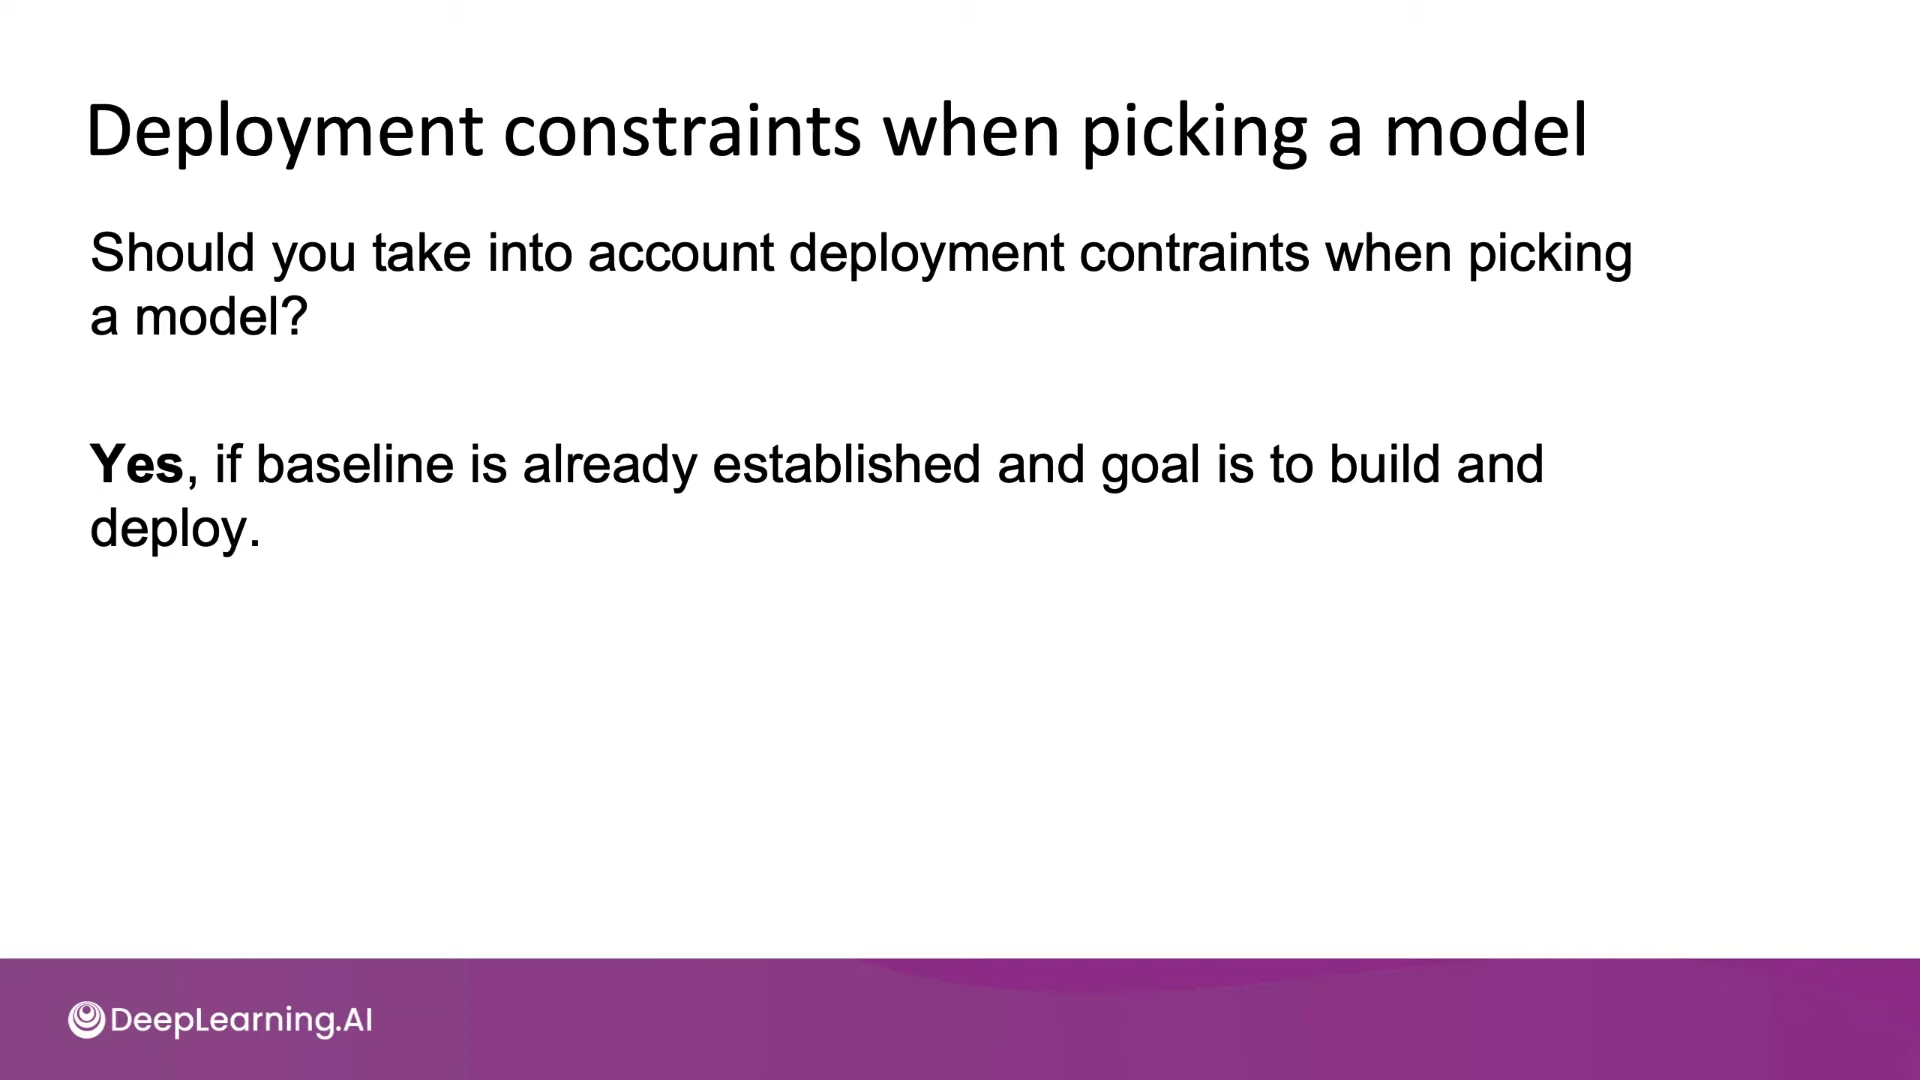 Deployment constraints when picking a model
Should you take into account deployment contraints when picking
a model?
Yes, if baseline is already established and goal is to build and
deploy.
DeepLearning.AI